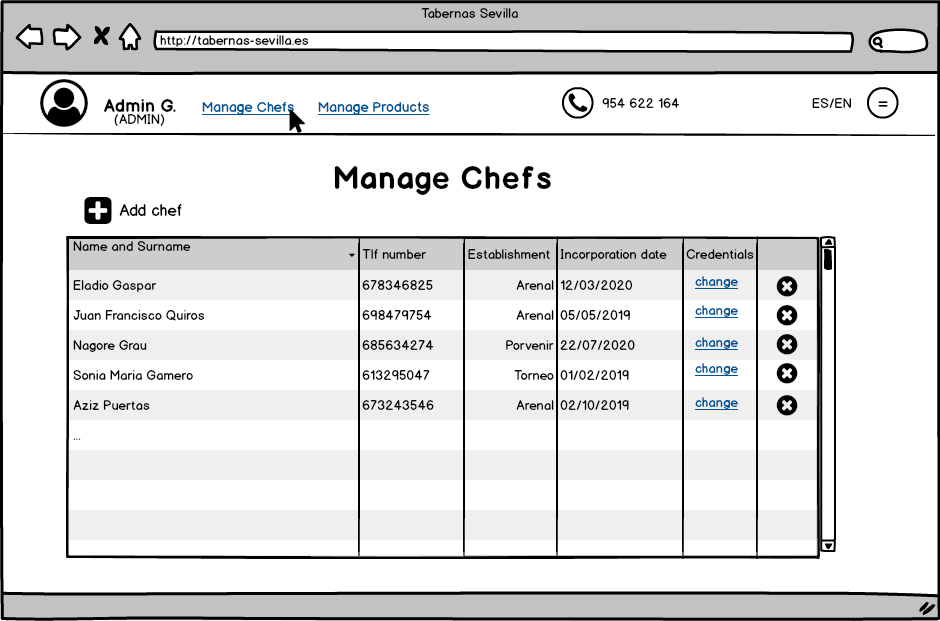 Tabernas Sevilla
http://tabernas-sevilla.es
Admin G. Manage Chefs Manage Products 954 622 164 ES/EN
(ADMIN)
Manage Chefs
Add chef
Name and Surname Tlf number Establishment Incorporation date Credentials
Eladio Gaspar 678346825 Arenal 12/03/2020 change
Juan Francisco Quiros 698479754 Arenal 05/05/2019 change
Nagore Grau 685634274 Porvenir 22/07/2020 change
Sonia Maria Gamero 613295047 Torneo 01/02/2019 change
Aziz Puertas 673243546 Arenal 02/10/2019 change
...